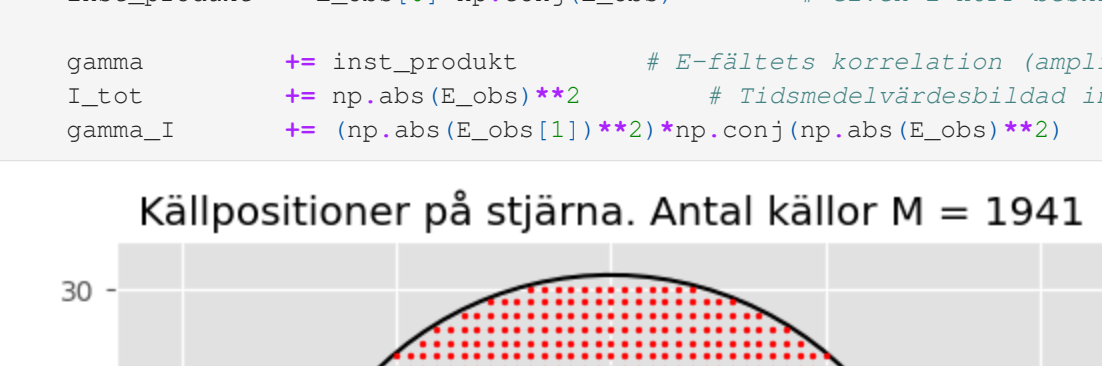 gamma += inst_produkt # E-fältets korrelation (ampl
I_tot += np.abs(E_obs)**2 # Tidsmedelvärdesbildad i
gamma_I += (np.abs(E_obs[1])**2)*np.conj(np.abs(E_obs)**2)
Källpositioner på stjärna. Antal källor M = 1941
30